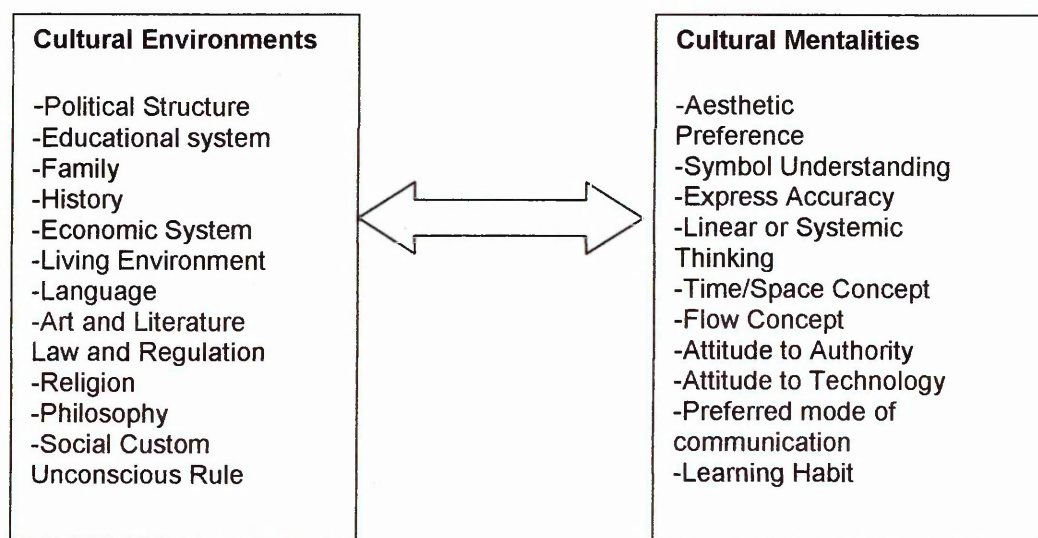 Cultural Environments
-Political Structure
-Educational system
-Family
-History
-Economic System
-Living Environment
-Language
-Art and Literature
Law and Regulation
-Religion
-Philosophy
-Social Custom
Unconscious Rule
Cultural Mentalities
-Aesthetic
Preference
-Symbol Understanding
-Express Accuracy
-Linear or Systemic
Thinking
-Time/Space Concept
-Flow Concept
-Attitude to Authority
-Attitude to Technology
-Preferred mode of
communication
-Learning Habit